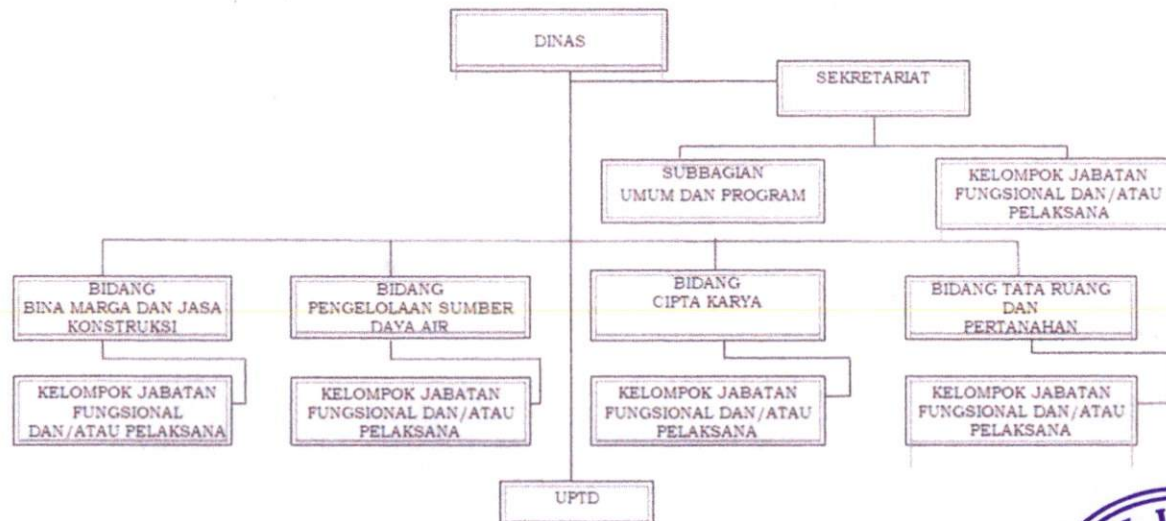 DINAS
SEKRETARIAT
SUBBAGIAN
UMUM DAN PROGRAM
KELOMPOK JABATAN
FUNGSIONAL DAN/ATAU
PELAKSANA
BIDANG
BINA MARGA DAN JASA
KONSTRUKSI
BIDANG
PENGELOLAAN SUMBER
DAYA AIR
BIDANG
CIPTA KARYA
BIDANG TATA RUANG
DAN
PERTANAHAN
KELOMPOK JABATAN
FUNGSIONAL
DAN/ATAU PELAKSANA
KELOMPOK JABATAN
FUNGSIONAL DAN/ATAU
PELAKSANA
KELOMPOK JABATAN
FUNGSIONAL DAN/ATAU
PELAKSANA
KELOMPOK JABATAN
FUNGSIONAL DAN/ATAU
PELAKSANA
UPTD